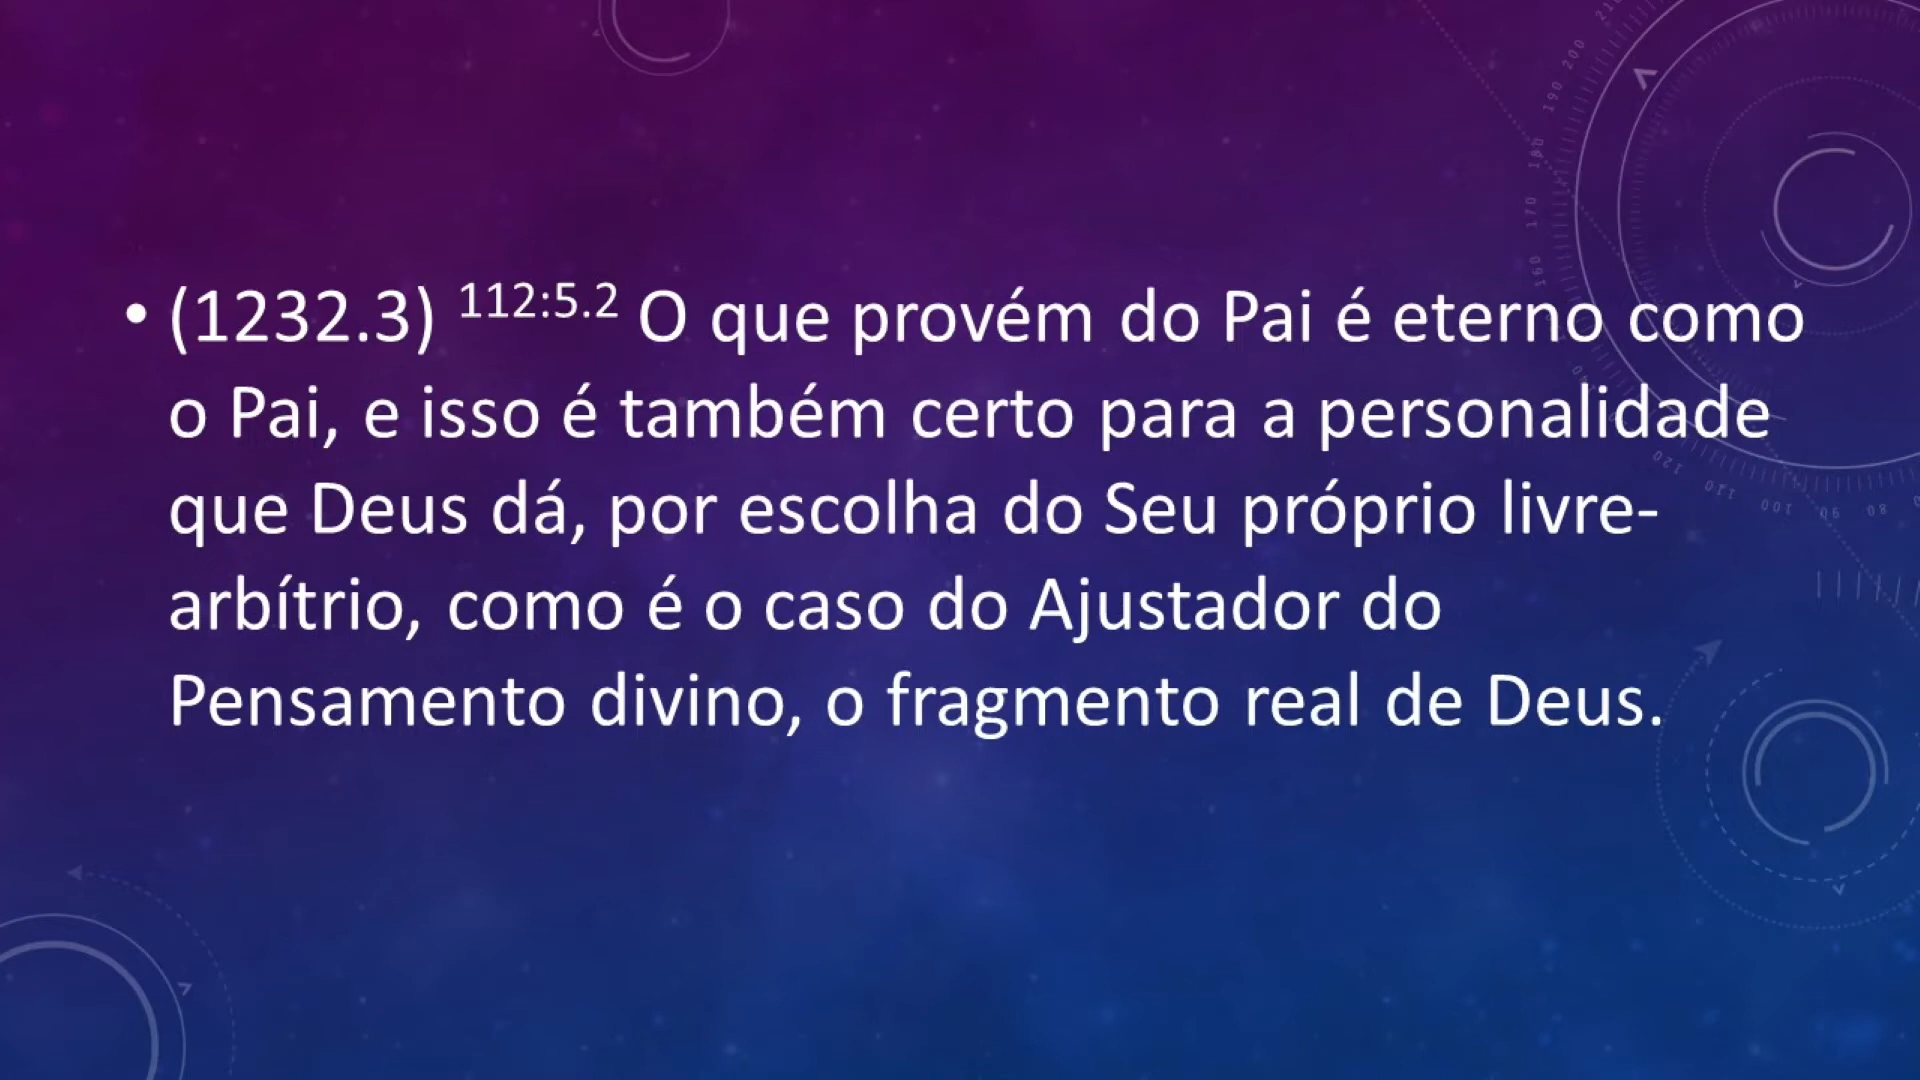 • (1232.3) 112:5.2 O que provém do Pai é eterno como
o Pai, e isso é também certo para a personalidade
que Deus dá, por escolha do Seu próprio livre-
arbítrio, como é o caso do Ajustador do
Pensamento divino, o fragmento real de Deus.